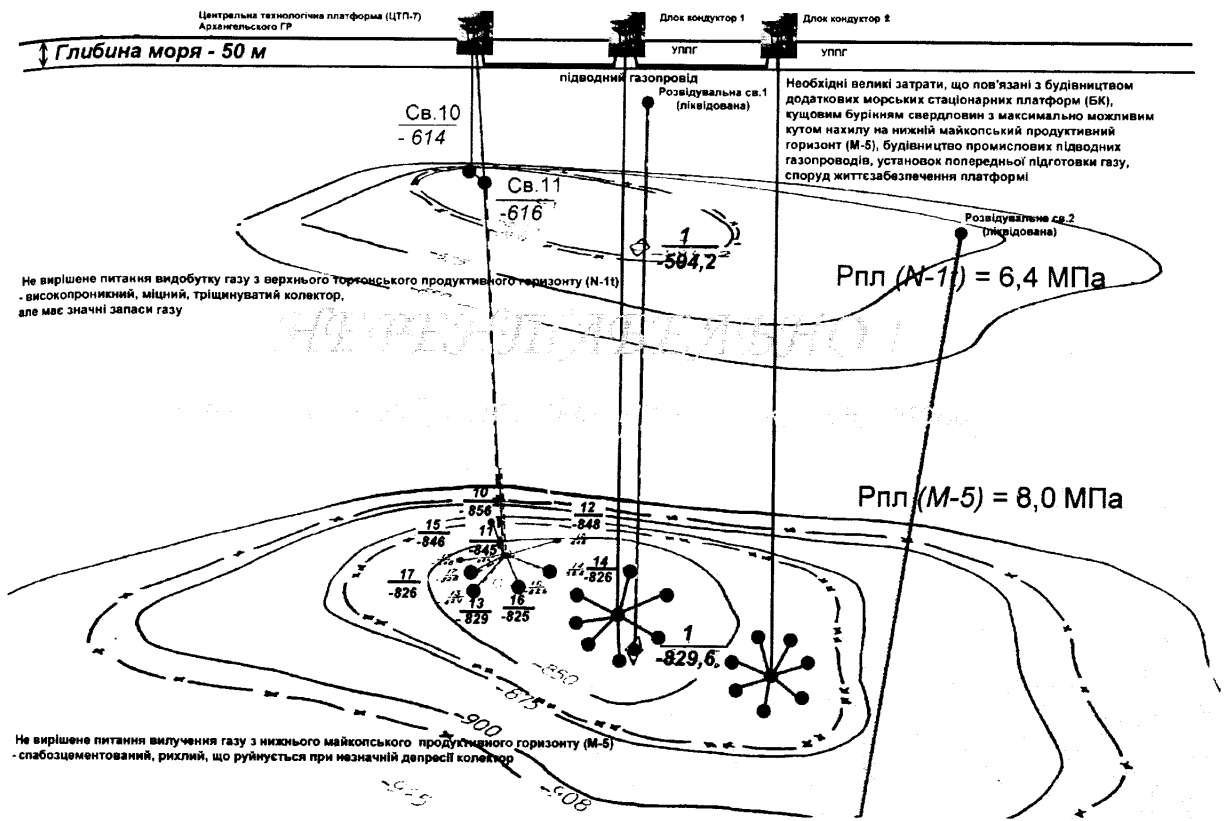 Центральна технологічна платформа (ЦТП-7)
Архангельского ГР
Длок кондуктор 1
Длок кондуктор 2
УППГ
УППГ
Глибина моря - 50 м
підводний газопровід
Розвідувальна св.1
(ліквідована)
Необхідні великі затрати, що пов'язані з будівництвом
додаткових морських стаціонарних платформ (БК),
кущовим бурінням свердловин з максимально можливим
кутом нахилу на нижній майкопський продуктивний
горизонт (М-5), будівництво промислових підводних
газопроводів, установок попередньої підготовки газу,
споруд життєзабезпечення платформі
Св.10
- 614
Св.11
-616
Розвідувальне св.2
(ліквідована)
1
-594,2
Рпл (N-1t) = 6,4 МПа
Не вирішене питання видобутку газу з верхнього тортонського продуктивного горизонту (N-1t)
- високопроникний, міцний, тріщинуватий колектор,
але має значні запаси газу
Рпл (М-5) = 8,0 МПа
10
- 856
12
-848
15
-846
11
-845
14
-826
17
-826
13
- 829
16
-825
1
-829,6
-850
-875
-900
Не вирішене питання вилучення газу з нижнього майкопського продуктивного горизонту (М-5)
- слабозцементований, рихлий, що руйнується при незначній депресії колектор
-908